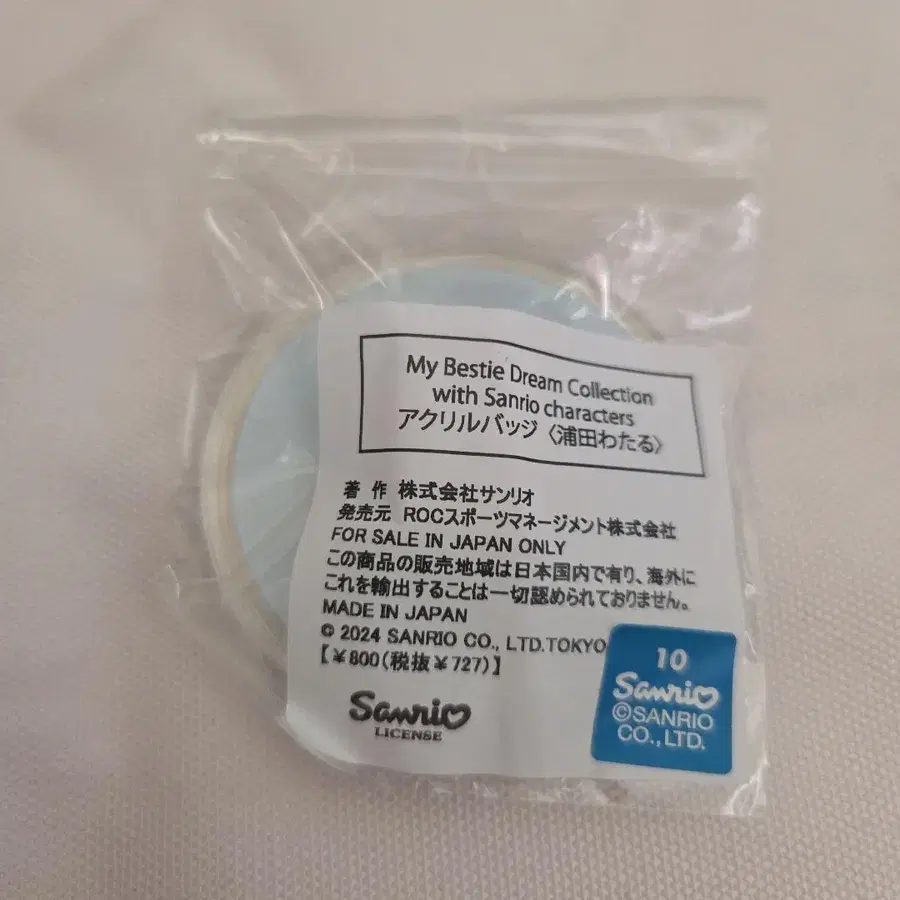 My Bestie Dream Collection
with Sanrio characters
アクリルバッジ〈浦田わたる〉
著 作 株式会社サンリオ
発売元 ROCスポーツマネージメント株式会社
FOR SALE IN JAPAN ONLY
この商品の販売地域は日本国内で有り、海外に
これを輸出することは一切認められておりません。
MADE IN JAPAN
© 2024 SANRIO CO., LTD.TOKYO
【￥800(税抜￥727)】
Sanrio
LICENSE
10
Sanrio
©SANRIO
CO.,LTD.